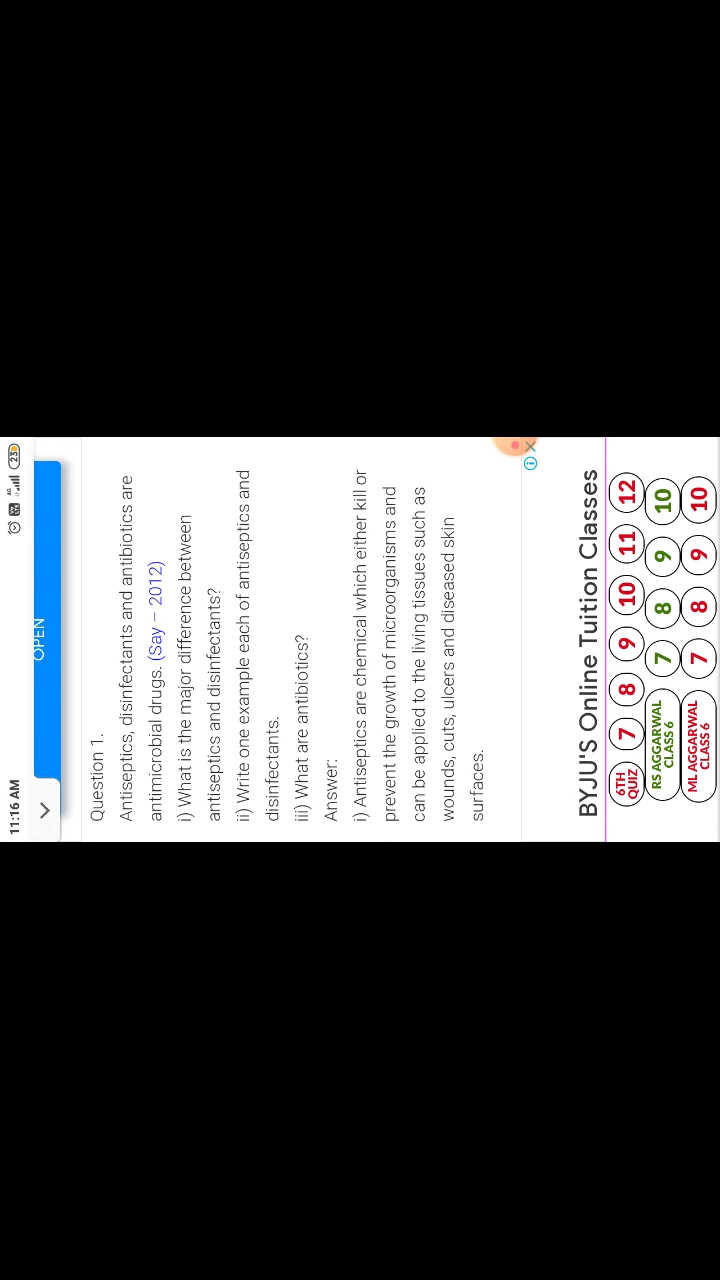 11:16 AM
4G
23
OPEN
Question 1.
Antiseptics, disinfectants and antibiotics are
antimicrobial drugs. (Say – 2012)
i) What is the major difference between
antiseptics and disinfectants?
ii) Write one example each of antiseptics and
disinfectants.
iii) What are antibiotics?
Answer:
i) Antiseptics are chemical which either kill or
prevent the growth of microorganisms and
can be applied to the living tissues such as
wounds, cuts, ulcers and diseased skin
surfaces.
BYJU'S Online Tuition Classes
6TH QUIZ 7 8 9 10 11 12
RS AGGARWAL CLASS 6 7 8 9 10
ML AGGARWAL CLASS 6 7 8 9 10